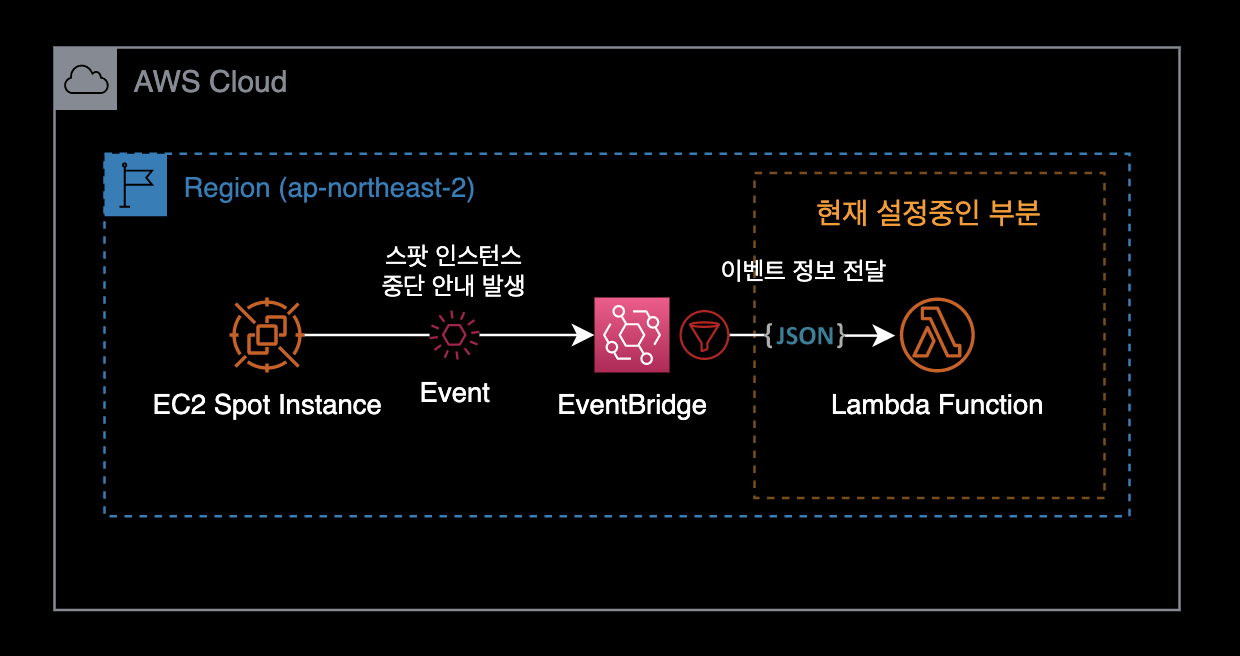 AWS Cloud
Region (ap-northeast-2)
현재 설정중인 부분
스팟 인스턴스
중단 안내 발생
이벤트 정보 전달
{JSON}
EC2 Spot Instance
Event
EventBridge
Lambda Function